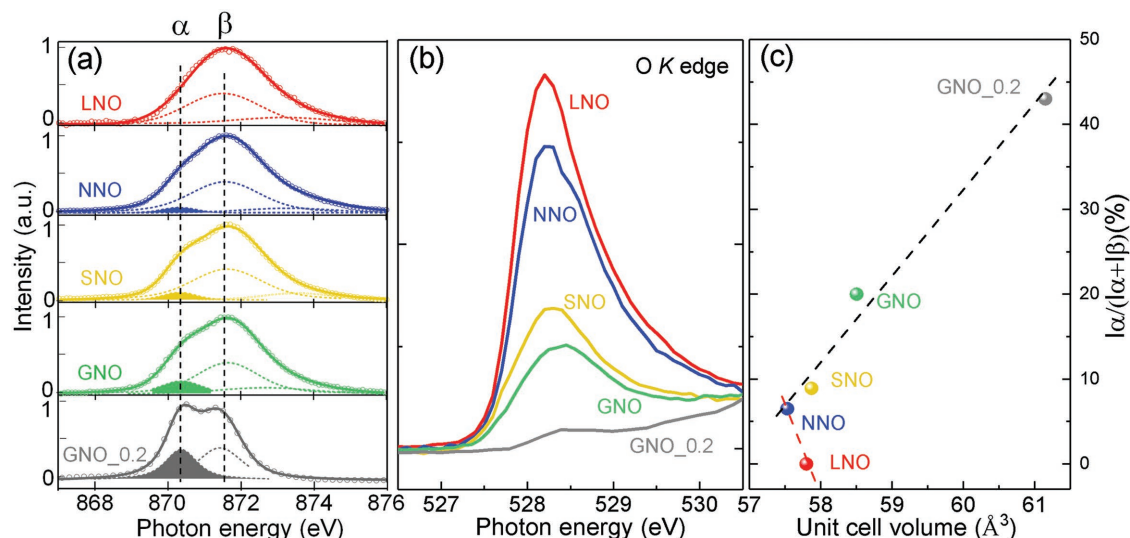 α β
(a)
1
LNO
0
1
NNO
0
1
SNO
0
1
GNO
0
1
GNO_0.2
0
868 870 872 874 876
Photon energy (eV)
Intensity (a.u.)
(b)
O K edge
LNO
NNO
SNO
GNO
GNO_0.2
527 528 529 530
Photon energy (eV)
(c)
GNO_0.2
GNO
SNO
NNO
LNO
50
40
30
20
10
0
Iα/(Iα+Iβ)(%)
57 58 59 60 61
Unit cell volume (Å³)